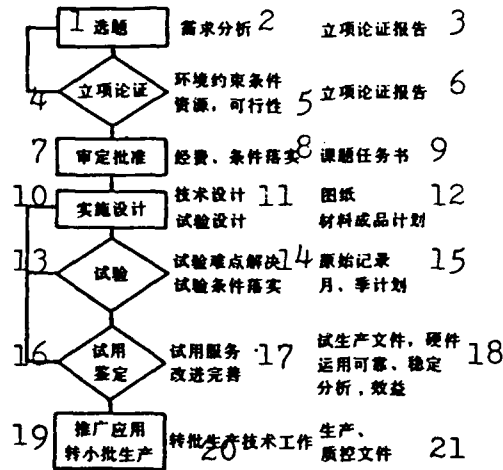 1 选题 需求分析 2 立项论证报告 3
4 立项论证 环境约束条件
资源，可行性 5 立项论证报告 6
7 审定批准 经费、条件落实 8 课题任务书 9
10 实施设计 技术设计 11 图纸 12
试验设计 材料成品计划
13 试验 试验难点解决 14 原始记录 15
试验条件落实 月、季计划
16 试用 试用服务 17 试生产文件，硬件 18
鉴定 改进完善 运用可靠、稳定
分析，效益
19 推广应用 转批生产技术工作 20 生产、
转小批生产 质控文件 21